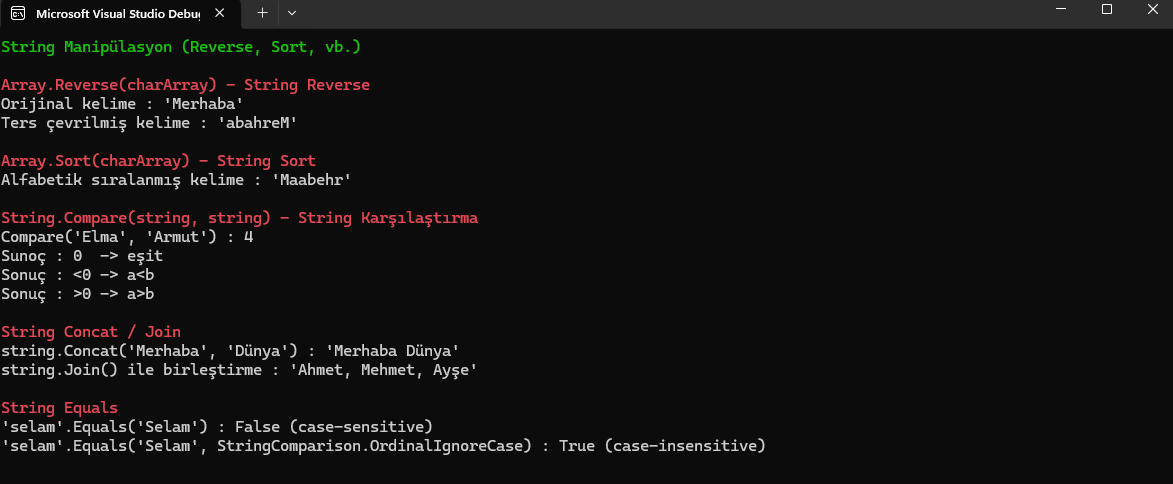 Microsoft Visual Studio Debug
String Manipülasyon (Reverse, Sort, vb.)
Array.Reverse(charArray) - String Reverse
Orijinal kelime : 'Merhaba'
Ters çevrilmiş kelime : 'abahreM'
Array.Sort(charArray) - String Sort
Alfabetik sıralanmış kelime : 'Maabehr'
String.Compare(string, string) - String Karşılaştırma
Compare('Elma', 'Armut') : 4
Sunoç : 0  -> eşit
Sonuç : <0 -> a<b
Sonuç : >0 -> a>b
String Concat / Join
string.Concat('Merhaba', 'Dünya') : 'Merhaba Dünya'
string.Join() ile birleştirme : 'Ahmet, Mehmet, Ayşe'
String Equals
'selam'.Equals('Selam') : False (case-sensitive)
'selam'.Equals('Selam', StringComparison.OrdinalIgnoreCase) : True (case-insensitive)